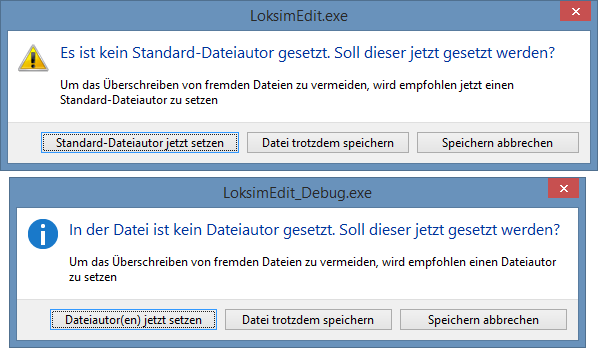 LoksimEdit.exe
Es ist kein Standard-Dateiautor gesetzt. Soll dieser jetzt gesetzt werden?
Um das Überschreiben von fremden Dateien zu vermeiden, wird empfohlen jetzt einen
Standard-Dateiautor zu setzen
Standard-Dateiautor jetzt setzen Datei trotzdem speichern Speichern abbrechen
LoksimEdit_Debug.exe
In der Datei ist kein Dateiautor gesetzt. Soll dieser jetzt gesetzt werden?
Um das Überschreiben von fremden Dateien zu vermeiden, wird empfohlen einen Dateiautor
zu setzen
Dateiautor(en) jetzt setzen Datei trotzdem speichern Speichern abbrechen